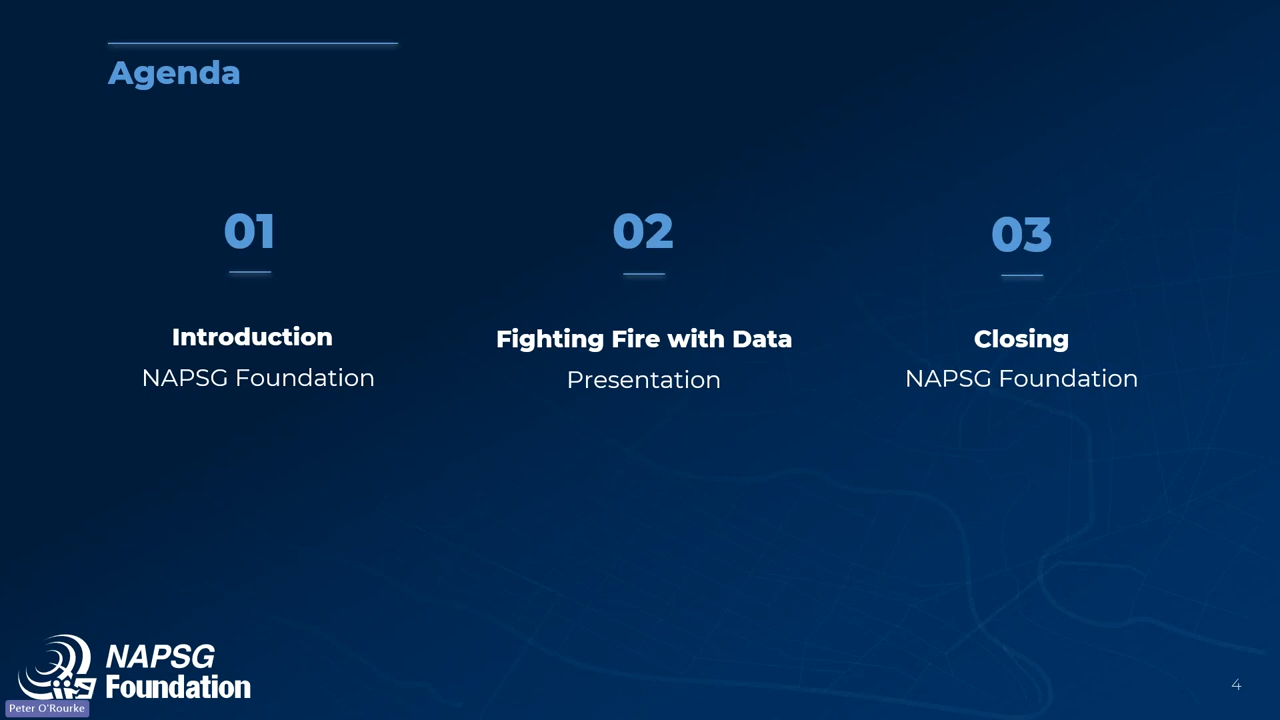 Agenda
01
02
03
Introduction
NAPSG Foundation
Fighting Fire with Data
Presentation
Closing
NAPSG Foundation
NAPSG
Foundation
Peter O'Rourke
4